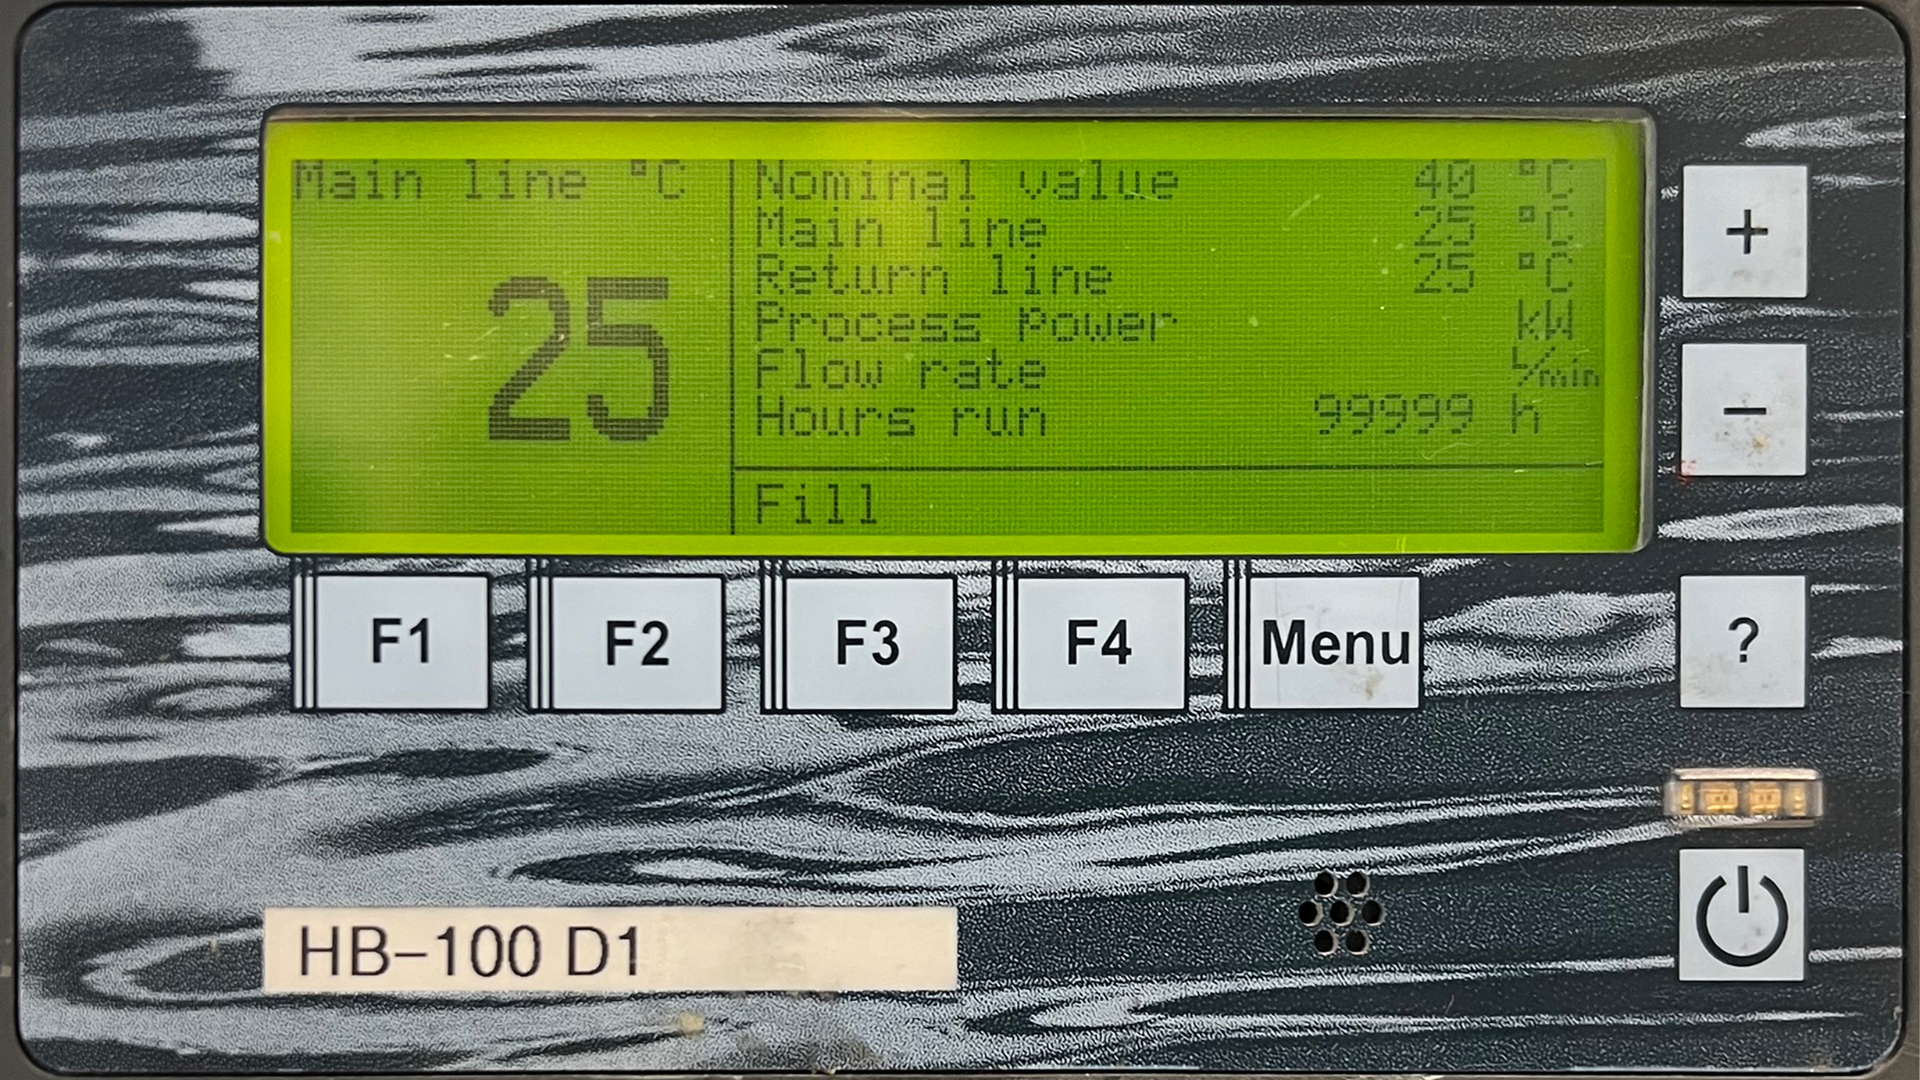 Main line °C
25
Nominal value 40 °C
Main line 25 °C
Return line 25 °C
Process power kW
Flow rate L/min
Hours run 99999 h
Fill
+
−
F1 F2 F3 F4 Menu ?
HB-100 D1